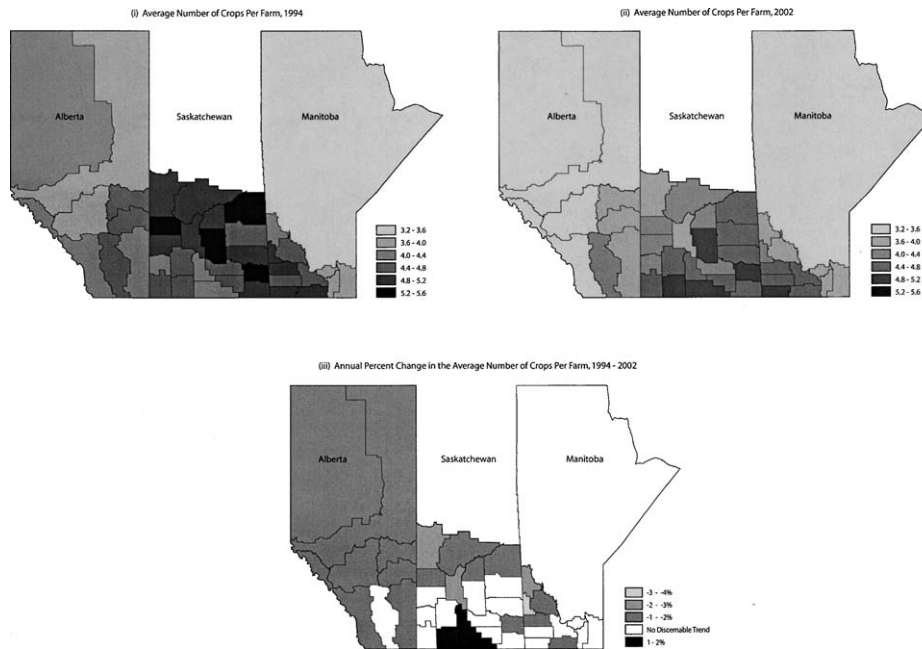 (i) Average Number of Crops Per Farm, 1994
Alberta
Saskatchewan
Manitoba
3.2 - 3.6
3.6 - 4.0
4.0 - 4.4
4.4 - 4.8
4.8 - 5.2
5.2 - 5.6
(ii) Average Number of Crops Per Farm, 2002
Alberta
Saskatchewan
Manitoba
3.2 - 3.6
3.6 - 4.0
4.0 - 4.4
4.4 - 4.8
4.8 - 5.2
5.2 - 5.6
(iii) Annual Percent Change in the Average Number of Crops Per Farm, 1994 - 2002
Alberta
Saskatchewan
Manitoba
-3 - -4%
-2 - -3%
-1 - -2%
No Discernable Trend
1 - 2%